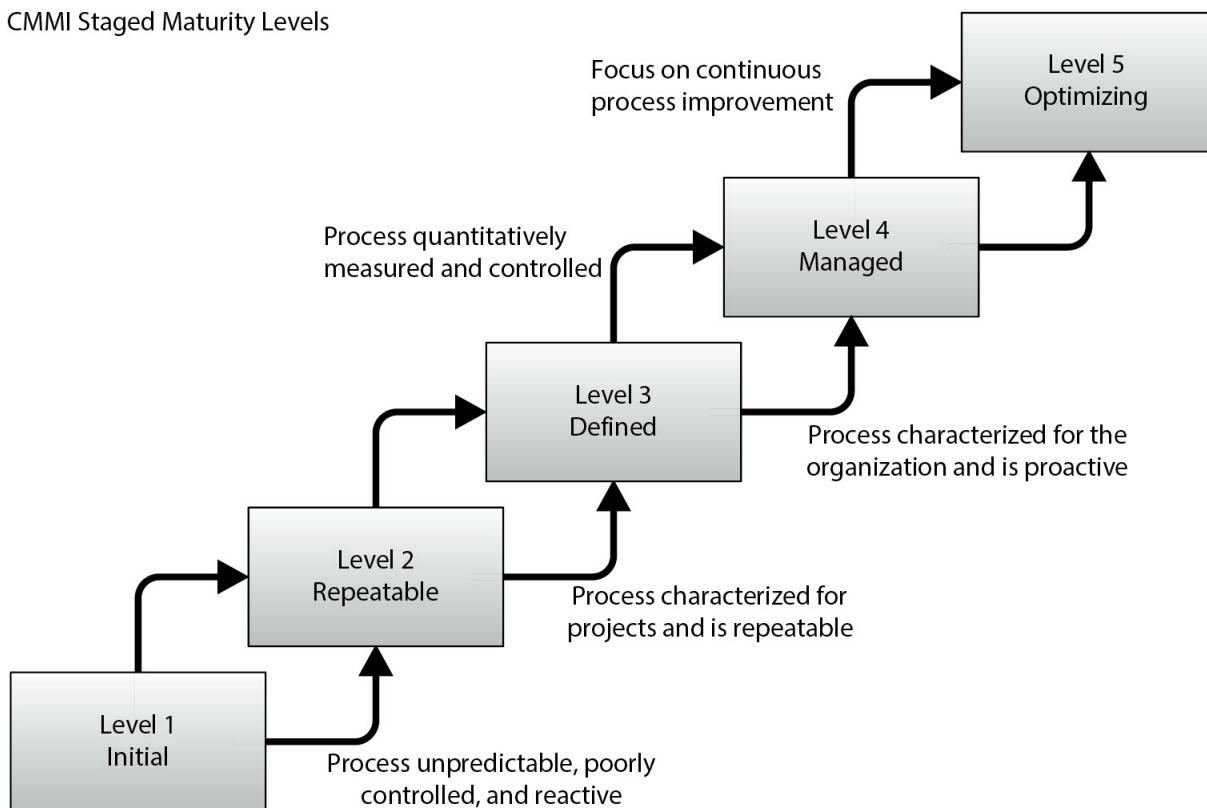 CMMI Staged Maturity Levels
Focus on continuous
process improvement
Level 5
Optimizing
Process quantitatively
measured and controlled
Level 4
Managed
Level 3
Defined
Process characterized for the
organization and is proactive
Level 2
Repeatable
Process characterized for
projects and is repeatable
Level 1
Initial
Process unpredictable, poorly
controlled, and reactive